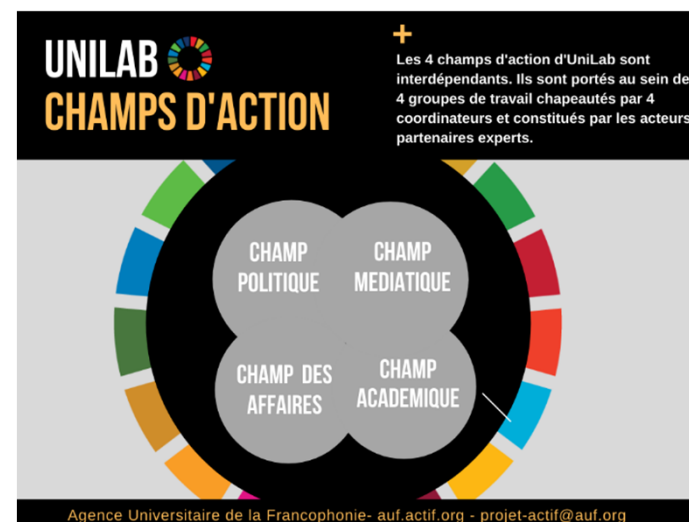 UNILAB
CHAMPS D'ACTION
+
Les 4 champs d'action d'UniLab sont
interdépendants. Ils sont portés au sein de
4 groupes de travail chapeautés par 4
coordinateurs et constitués par les acteurs
partenaires experts.
CHAMP
POLITIQUE
CHAMP
MEDIATIQUE
CHAMP DES
AFFAIRES
CHAMP
ACADEMIQUE
Agence Universitaire de la Francophonie- auf.actif.org - projet-actif@auf.org